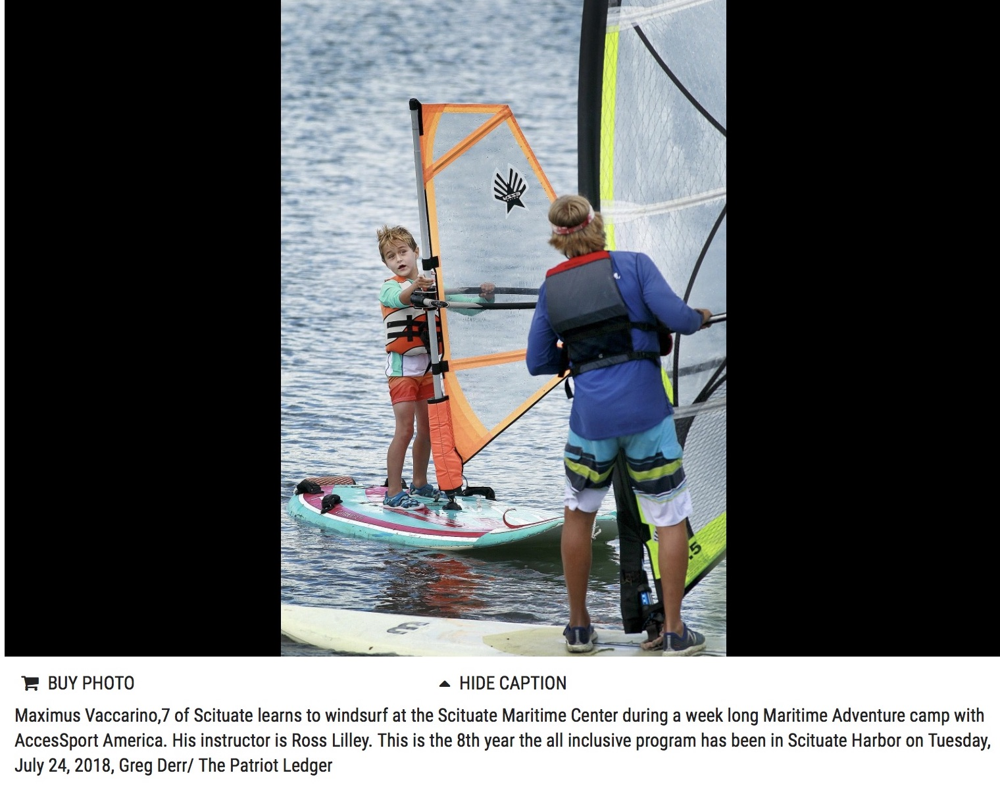 .5
BUY PHOTO
HIDE CAPTION
Maximus Vaccarino,7 of Scituate learns to windsurf at the Scituate Maritime Center during a week long Maritime Adventure camp with
AccesSport America. His instructor is Ross Lilley. This is the 8th year the all inclusive program has been in Scituate Harbor on Tuesday,
July 24, 2018, Greg Derr/ The Patriot Ledger